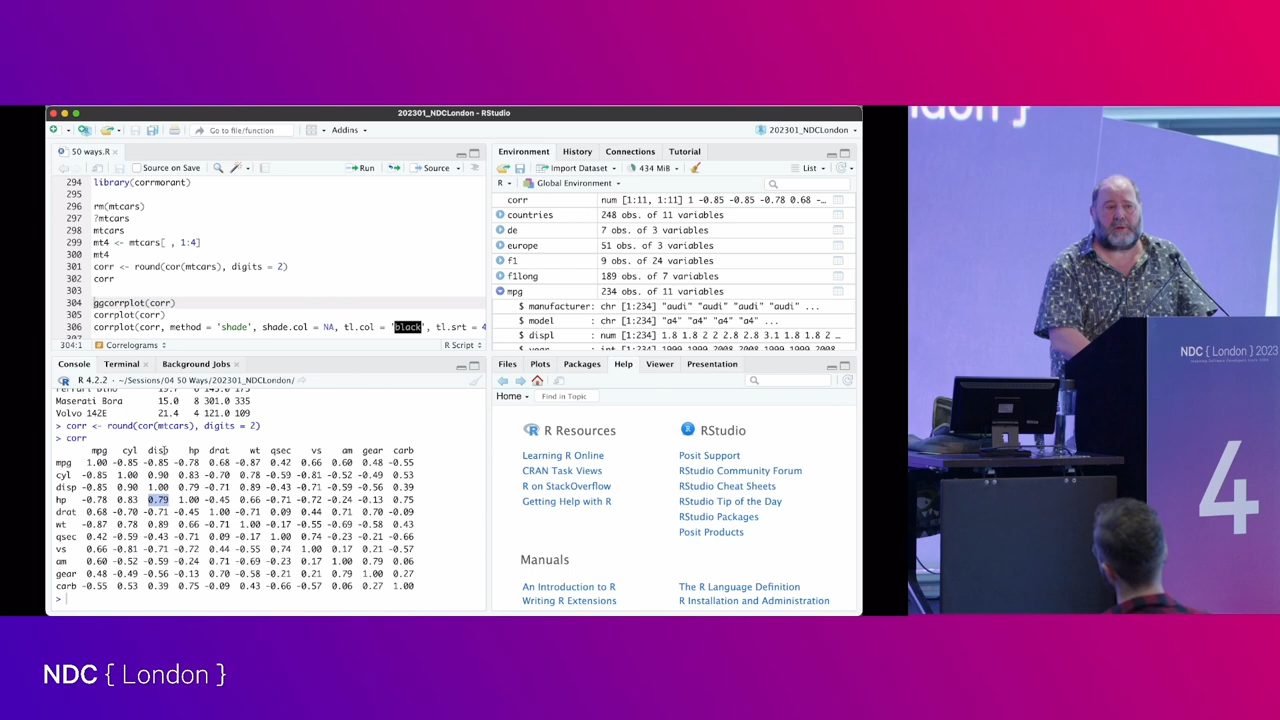 202301_NDCLondon - RStudio
Go to file/function
Addins
202301_NDCLondon
50 ways.R
Source on Save
Run
Source
294 library(corrmorant)
295
296 rm(mtcars)
297 ?mtcars
298 mtcars
299 mt4 <- mtcars[ , 1:4]
300 mt4
301 corr <- round(cor(mtcars), digits = 2)
302 corr
303
304 ggcorrplot(corr)
305 corrplot(corr)
306 corrplot(corr, method = 'shade', shade.col = NA, tl.col = 'black', tl.srt = 4
304:1
Correlograms
R Script
Environment History Connections Tutorial
Import Dataset
434 MiB
List
R
Global Environment
corr num [1:11, 1:11] 1 -0.85 -0.85 -0.78 0.68 -…
countries 248 obs. of 11 variables
de 7 obs. of 3 variables
europe 51 obs. of 3 variables
f1 9 obs. of 24 variables
f1long 189 obs. of 7 variables
mpg 234 obs. of 11 variables
$ manufacturer: chr [1:234] "audi" "audi" "audi" "audi" ...
$ model : chr [1:234] "a4" "a4" "a4" "a4" ...
$ displ : num [1:234] 1.8 1.8 2 2 2.8 2.8 3.1 1.8 1.8 2 …
Console Terminal Background Jobs
R 4.2.2 · ~/Sessions/04 50 Ways/202301_NDCLondon/
Maserati Bora 15.0 8 301.0 335
Volvo 142E 21.4 4 121.0 109
> corr <- round(cor(mtcars), digits = 2)
> corr
mpg cyl disp hp drat wt qsec vs am gear carb
mpg 1.00 -0.85 -0.85 -0.78 0.68 -0.87 0.42 0.66 0.60 0.48 -0.55
cyl -0.85 1.00 0.90 0.83 -0.70 0.78 -0.59 -0.81 -0.52 -0.49 0.53
disp -0.85 0.90 1.00 0.79 -0.71 0.89 -0.43 -0.71 -0.59 -0.56 0.39
hp -0.78 0.83 0.79 1.00 -0.45 0.66 -0.71 -0.72 -0.24 -0.13 0.75
drat 0.68 -0.70 -0.71 -0.45 1.00 -0.71 0.09 0.44 0.71 0.70 -0.09
wt -0.87 0.78 0.89 0.66 -0.71 1.00 -0.17 -0.55 -0.69 -0.58 0.43
qsec 0.42 -0.59 -0.43 -0.71 0.09 -0.17 1.00 0.74 -0.23 -0.21 -0.66
vs 0.66 -0.81 -0.71 -0.72 0.44 -0.55 0.74 1.00 0.17 0.21 -0.57
am 0.60 -0.52 -0.59 -0.24 0.71 -0.69 -0.23 0.17 1.00 0.79 0.06
gear 0.48 -0.49 -0.56 -0.13 0.70 -0.58 -0.21 0.21 0.79 1.00 0.27
carb -0.55 0.53 0.39 0.75 -0.09 0.43 -0.66 -0.57 0.06 0.27 1.00
>
Files Plots Packages Help Viewer Presentation
Home
Find in Topic
R Resources
Learning R Online
CRAN Task Views
R on StackOverflow
Getting Help with R
RStudio
Posit Support
RStudio Community Forum
RStudio Cheat Sheets
RStudio Tip of the Day
RStudio Packages
Posit Products
Manuals
An Introduction to R
Writing R Extensions
The R Language Definition
R Installation and Administration
ndon }
NDC { London } 2023
4
NDC { London }